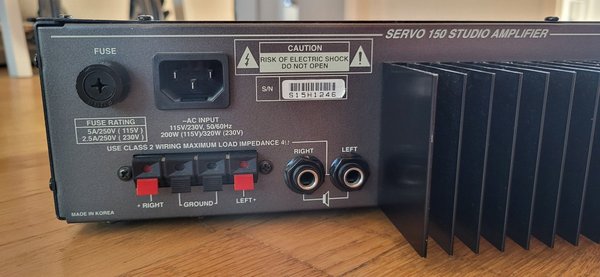 SERVO 150 STUDIO AMPLIFIER
FUSE
CAUTION
RISK OF ELECTRIC SHOCK
DO NOT OPEN
S/N S15H1246
~AC INPUT
115V/230V, 50/60Hz
200W (115V)/320W (230V)
FUSE RATING
5A/250V (115V)
2.5A/250V (230V)
USE CLASS 2 WIRING MAXIMUM LOAD IMPEDANCE 4Ω
RIGHT LEFT
+ RIGHT GROUND LEFT+
MADE IN KOREA